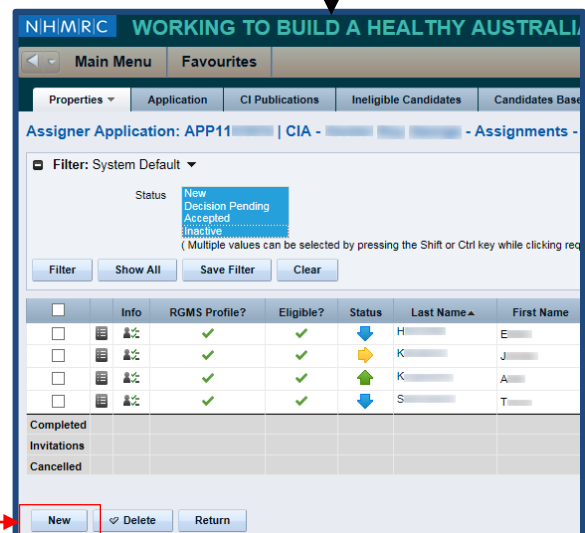 NHMRC WORKING TO BUILD A HEALTHY AUSTRALIA
Main Menu Favourites
Properties Application CI Publications Ineligible Candidates Candidates Base
Assigner Application: APP11 | CIA - - Assignments -
Filter: System Default
Status
New
Decision Pending
Accepted
Inactive
( Multiple values can be selected by pressing the Shift or Ctrl key while clicking req
Filter Show All Save Filter Clear
Info RGMS Profile? Eligible? Status Last Name First Name
H E
K J
K A
S T
Completed
Invitations
Cancelled
New Delete Return